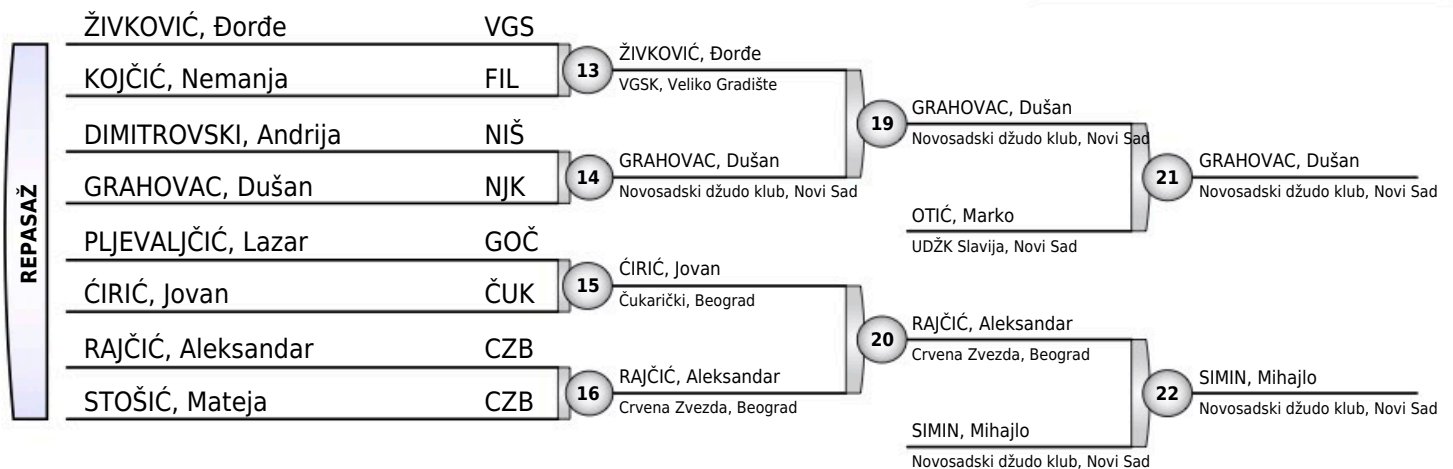 REPASAŽ
ŽIVKOVIĆ, Đorđe VGS
KOJČIĆ, Nemanja FIL
DIMITROVSKI, Andrija NIŠ
GRAHOVAC, Dušan NJK
PLJEVALJČIĆ, Lazar GOČ
ĆIRIĆ, Jovan ČUK
RAJČIĆ, Aleksandar CZB
STOŠIĆ, Mateja CZB
13
ŽIVKOVIĆ, Đorđe
VGSK, Veliko Gradište
14
GRAHOVAC, Dušan
Novosadski džudo klub, Novi Sad
15
ĆIRIĆ, Jovan
Čukarički, Beograd
16
RAJČIĆ, Aleksandar
Crvena Zvezda, Beograd
19
GRAHOVAC, Dušan
Novosadski džudo klub, Novi Sad
OTIĆ, Marko
UDŽK Slavija, Novi Sad
20
RAJČIĆ, Aleksandar
Crvena Zvezda, Beograd
SIMIN, Mihajlo
Novosadski džudo klub, Novi Sad
21
GRAHOVAC, Dušan
Novosadski džudo klub, Novi Sad
22
SIMIN, Mihajlo
Novosadski džudo klub, Novi Sad